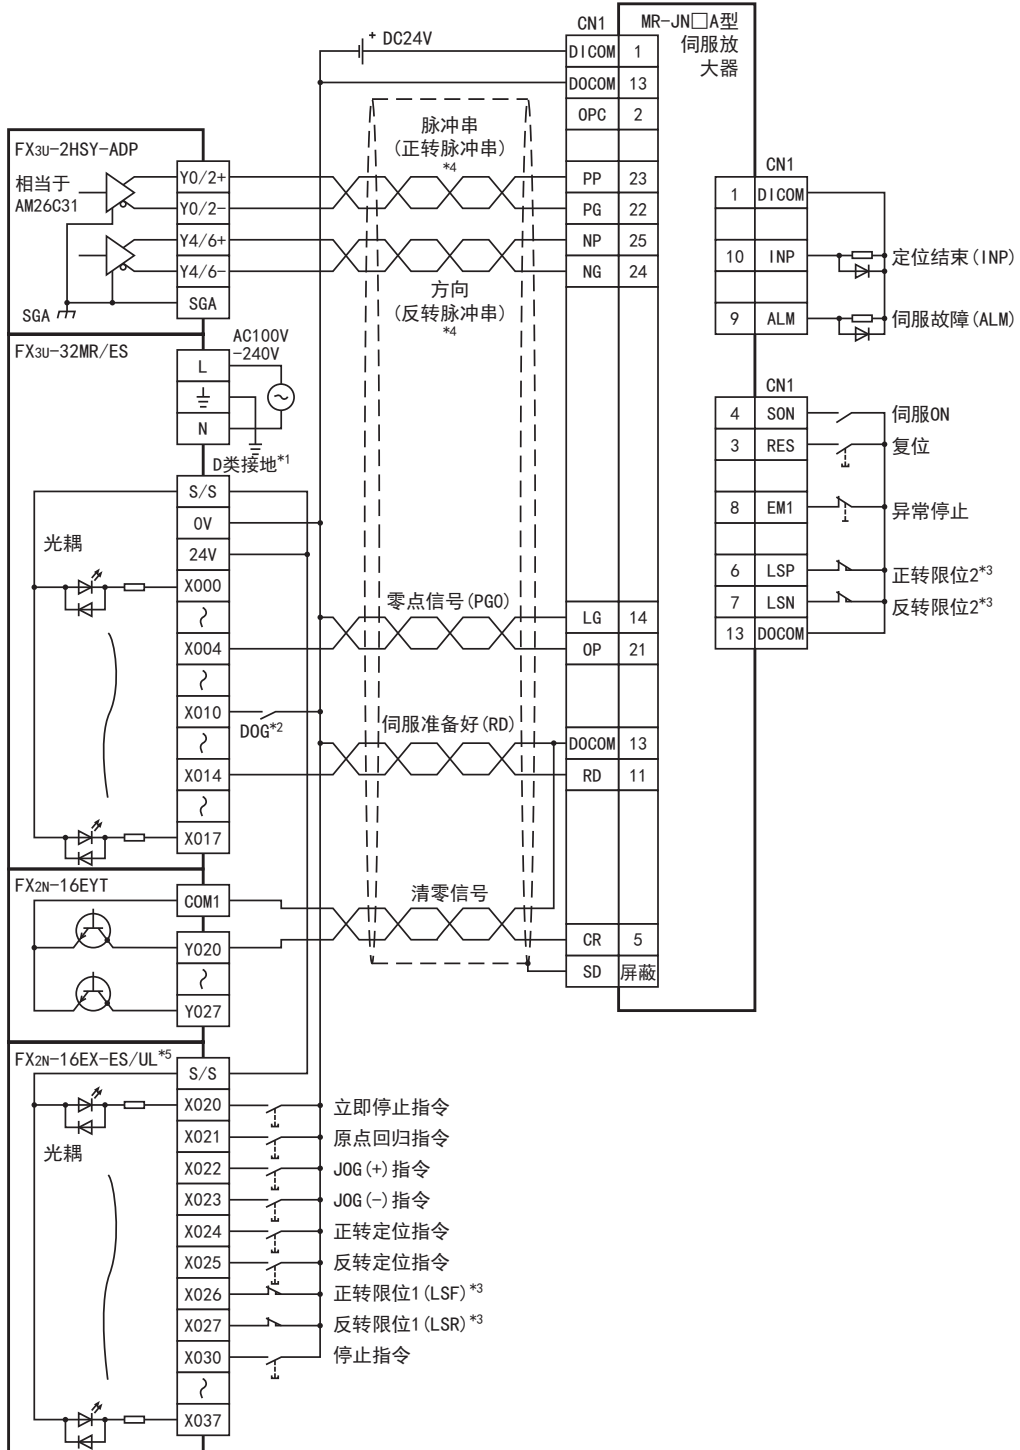 CN1
MR-JN□A型
伺服放
大器
+ DC24V
DICOM 1
DOCOM 13
OPC 2
脉冲串
(正转脉冲串)
*4
PP 23
PG 22
NP 25
NG 24
方向
(反转脉冲串)
*4
FX3U-2HSY-ADP
相当于
AM26C31
Y0/2+
Y0/2-
Y4/6+
Y4/6-
SGA
SGA
CN1
1 DICOM
10 INP
定位结束(INP)
9 ALM
伺服故障(ALM)
FX3U-32MR/ES
AC100V
-240V
L
N
D类接地*1
CN1
4 SON
伺服ON
3 RES
复位
8 EM1
异常停止
6 LSP
正转限位2*3
7 LSN
反转限位2*3
13 DOCOM
S/S
0V
24V
光耦
X000
X004
X010
DOG*2
X014
X017
零点信号(PG0)
LG 14
OP 21
伺服准备好(RD)
DOCOM 13
RD 11
FX2N-16EYT
COM1
Y020
Y027
清零信号
CR 5
SD 屏蔽
FX2N-16EX-ES/UL*5
S/S
光耦
X020 立即停止指令
X021 原点回归指令
X022 JOG(+)指令
X023 JOG(-)指令
X024 正转定位指令
X025 反转定位指令
X026 正转限位1(LSF)*3
X027 反转限位1(LSR)*3
X030 停止指令
X037